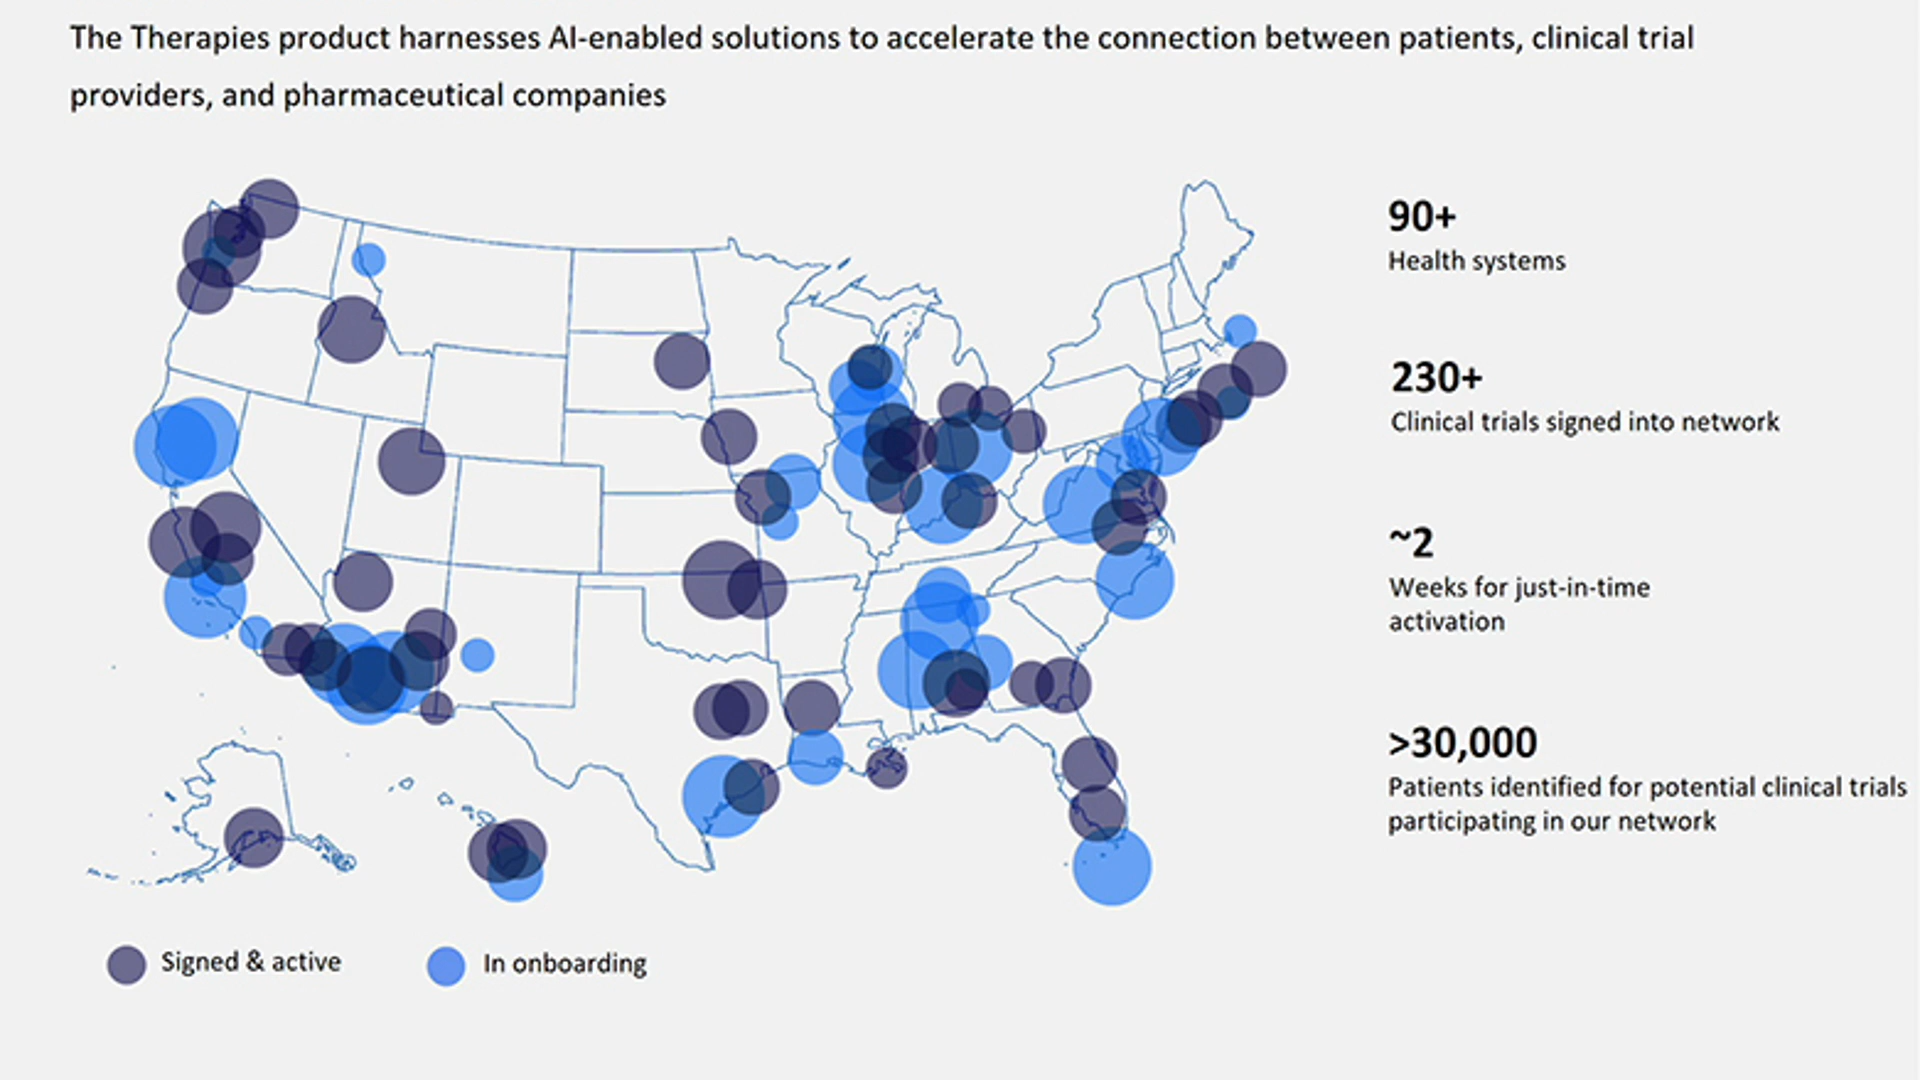 The Therapies product harnesses AI-enabled solutions to accelerate the connection between patients, clinical trial
providers, and pharmaceutical companies
90+
Health systems
230+
Clinical trials signed into network
~2
Weeks for just-in-time
activation
>30,000
Patients identified for potential clinical trials
participating in our network
Signed & active
In onboarding